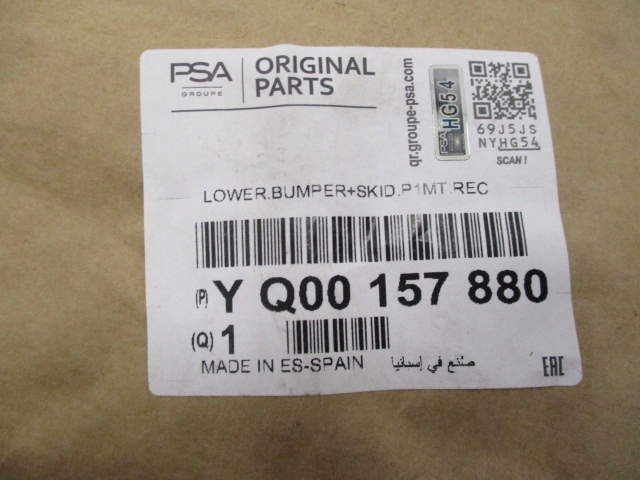 PSA
GROUPE
ORIGINAL
PARTS
qr.groupe-psa.com
PSA HG54
69J5JS
NYHG54
SCAN!
LOWER.BUMPER+SKID.P1MT.REC
(P) Y Q00 157 880
(Q) 1
MADE IN ES-SPAIN صنع في إسبانيا
EAC